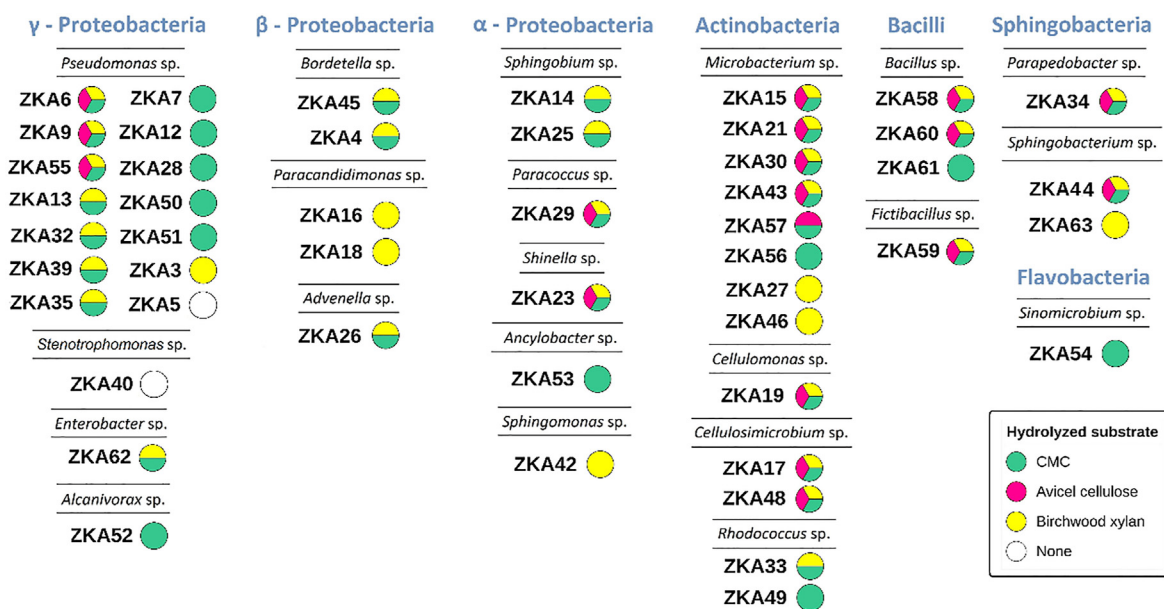 γ - Proteobacteria
Pseudomonas sp.
ZKA6 ZKA7
ZKA9 ZKA12
ZKA55 ZKA28
ZKA13 ZKA50
ZKA32 ZKA51
ZKA39 ZKA3
ZKA35 ZKA5
Stenotrophomonas sp.
ZKA40
Enterobacter sp.
ZKA62
Alcanivorax sp.
ZKA52
β - Proteobacteria
Bordetella sp.
ZKA45
ZKA4
Paracandidimonas sp.
ZKA16
ZKA18
Advenella sp.
ZKA26
α - Proteobacteria
Sphingobium sp.
ZKA14
ZKA25
Paracoccus sp.
ZKA29
Shinella sp.
ZKA23
Ancylobacter sp.
ZKA53
Sphingomonas sp.
ZKA42
Actinobacteria
Microbacterium sp.
ZKA15
ZKA21
ZKA30
ZKA43
ZKA57
ZKA56
ZKA27
ZKA46
Cellulomonas sp.
ZKA19
Cellulosimicrobium sp.
ZKA17
ZKA48
Rhodococcus sp.
ZKA33
ZKA49
Bacilli
Bacillus sp.
ZKA58
ZKA60
ZKA61
Fictibacillus sp.
ZKA59
Sphingobacteria
Parapedobacter sp.
ZKA34
Sphingobacterium sp.
ZKA44
ZKA63
Flavobacteria
Sinomicrobium sp.
ZKA54
Hydrolyzed substrate
CMC
Avicel cellulose
Birchwood xylan
None